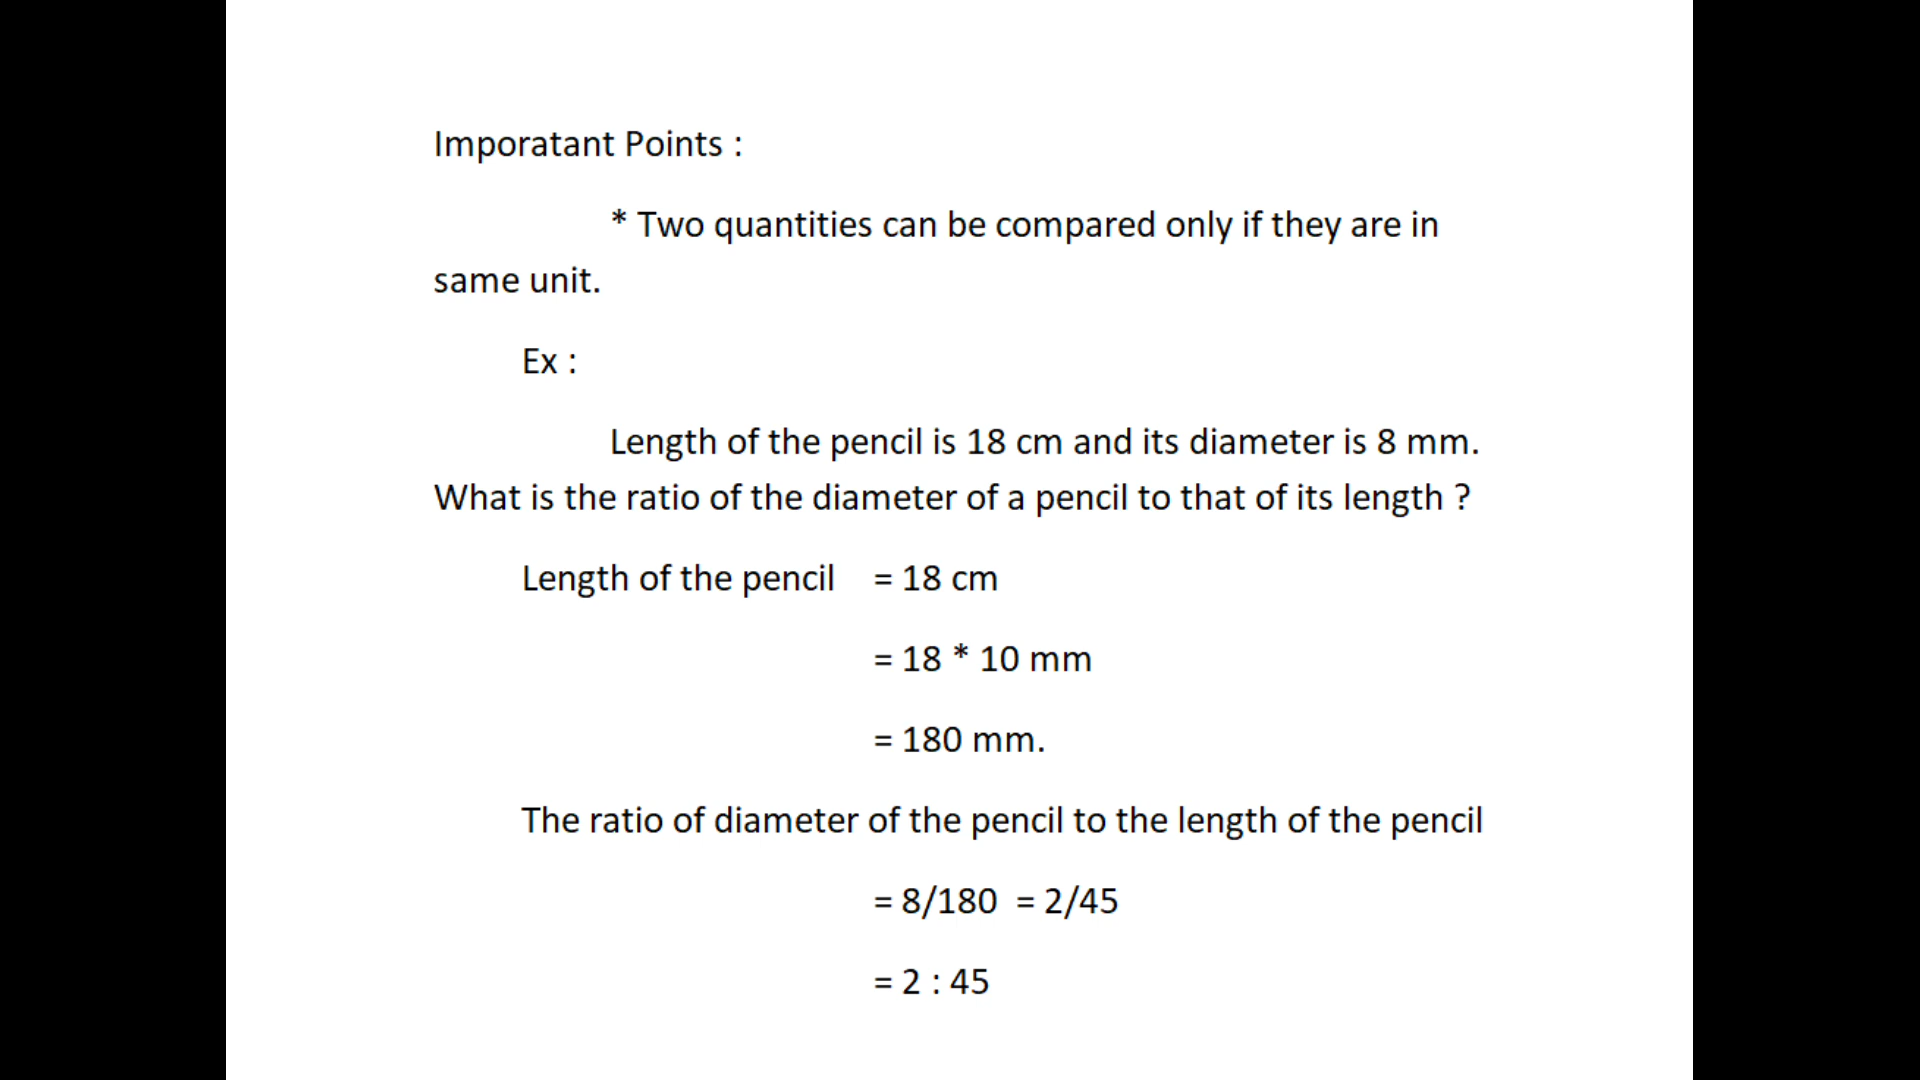 Imporatant Points :
* Two quantities can be compared only if they are in
same unit.
Ex :
Length of the pencil is 18 cm and its diameter is 8 mm.
What is the ratio of the diameter of a pencil to that of its length ?
Length of the pencil = 18 cm
= 18 * 10 mm
= 180 mm.
The ratio of diameter of the pencil to the length of the pencil
= 8/180 = 2/45
= 2 : 45